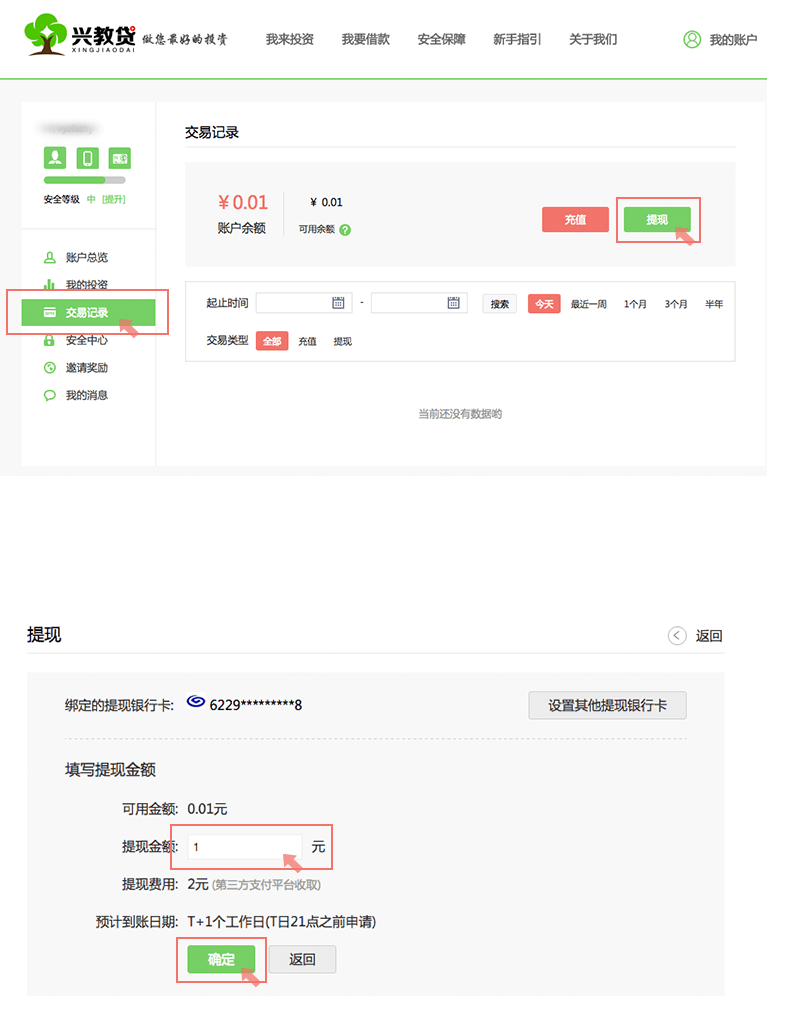 兴教贷 做您最好的投资 我来投资 我要借款 安全保障 新手指引 关于我们 我的账户
XINGJIAODAI
交易记录
安全等级 中 [提升]
￥0.01 ￥ 0.01
账户余额 可用余额 ? 充值 提现
账户总览
我的投资
交易记录
安全中心
邀请奖励
我的消息
起止时间 - 搜索 今天 最近一周 1个月 3个月 半年
交易类型 全部 充值 提现
当前还没有数据哟
提现 返回
绑定的提现银行卡: 6229*********8 设置其他提现银行卡
填写提现金额
可用金额: 0.01元
提现金额: 1 元
提现费用: 2元 (第三方支付平台收取)
预计到账日期: T+1个工作日(T日21点之前申请)
确定 返回